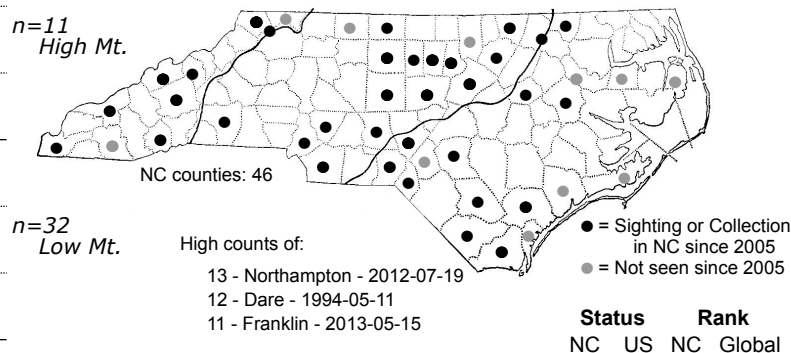 n=11
High Mt.
NC counties: 46
n=32
Low Mt.
High counts of:
13 - Northampton - 2012-07-19
12 - Dare - 1994-05-11
11 - Franklin - 2013-05-15
= Sighting or Collection
in NC since 2005
= Not seen since 2005
Status Rank
NC US NC Global